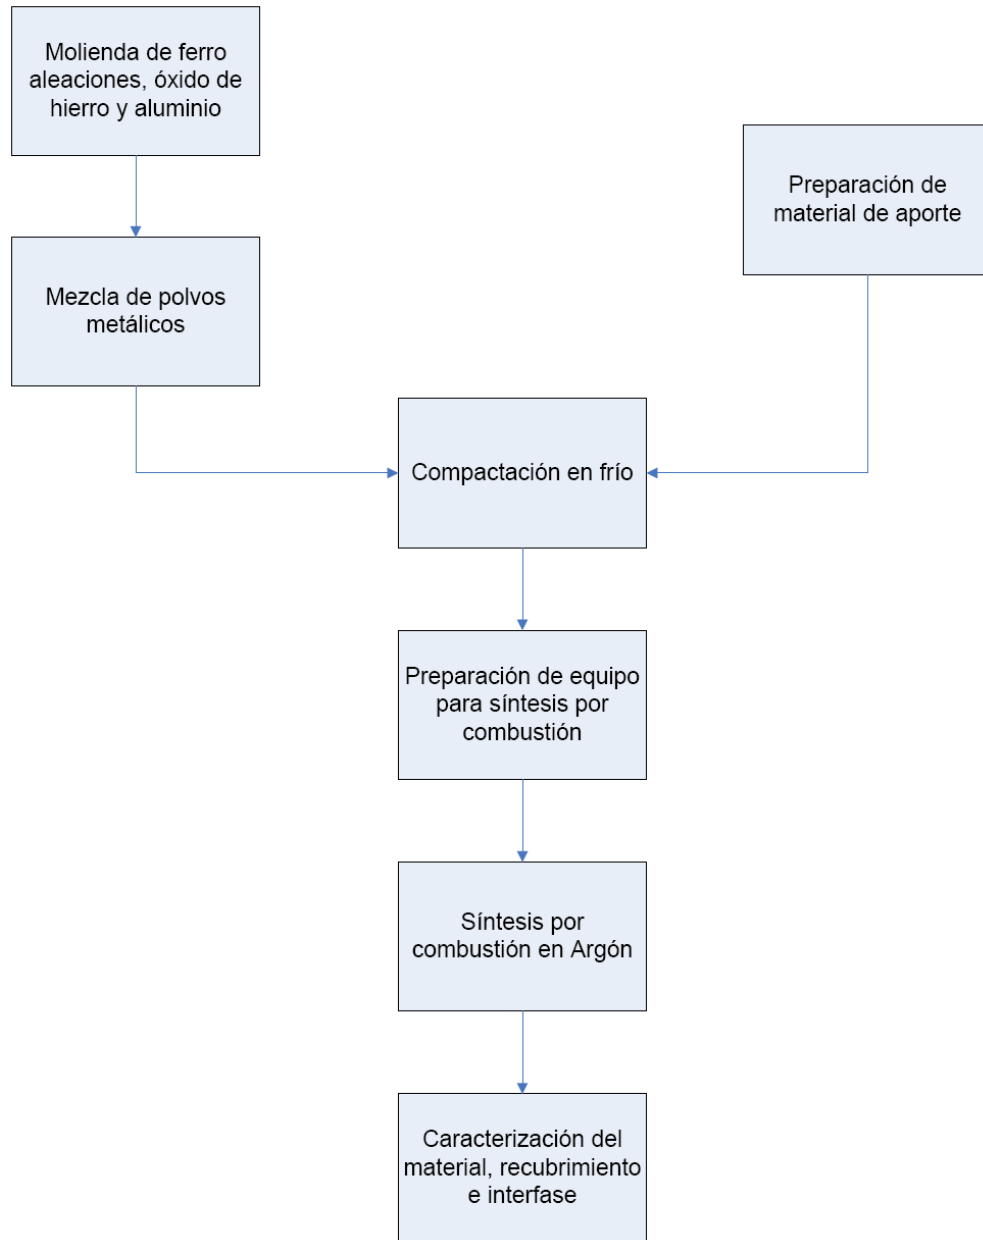 Molienda de ferro
aleaciones, óxido de
hierro y aluminio
Preparación de
material de aporte
Mezcla de polvos
metálicos
Compactación en frío
Preparación de equipo
para síntesis por
combustión
Síntesis por
combustión en Argón
Caracterización del
material, recubrimiento
e interfase